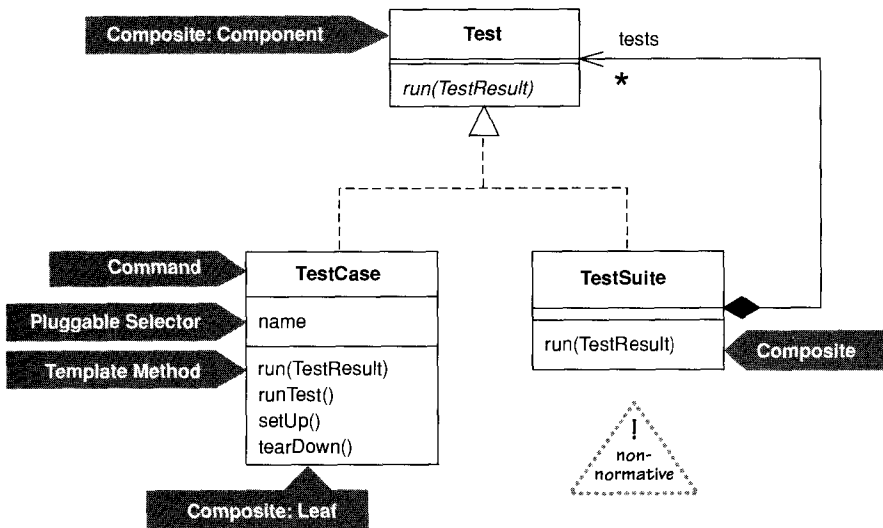 Composite: Component
Test
tests
*
run(TestResult)
Command
TestCase
TestSuite
Pluggable Selector
name
run(TestResult)
Composite
Template Method
run(TestResult)
runTest()
setUp()
tearDown()
!
non-
normative
Composite: Leaf